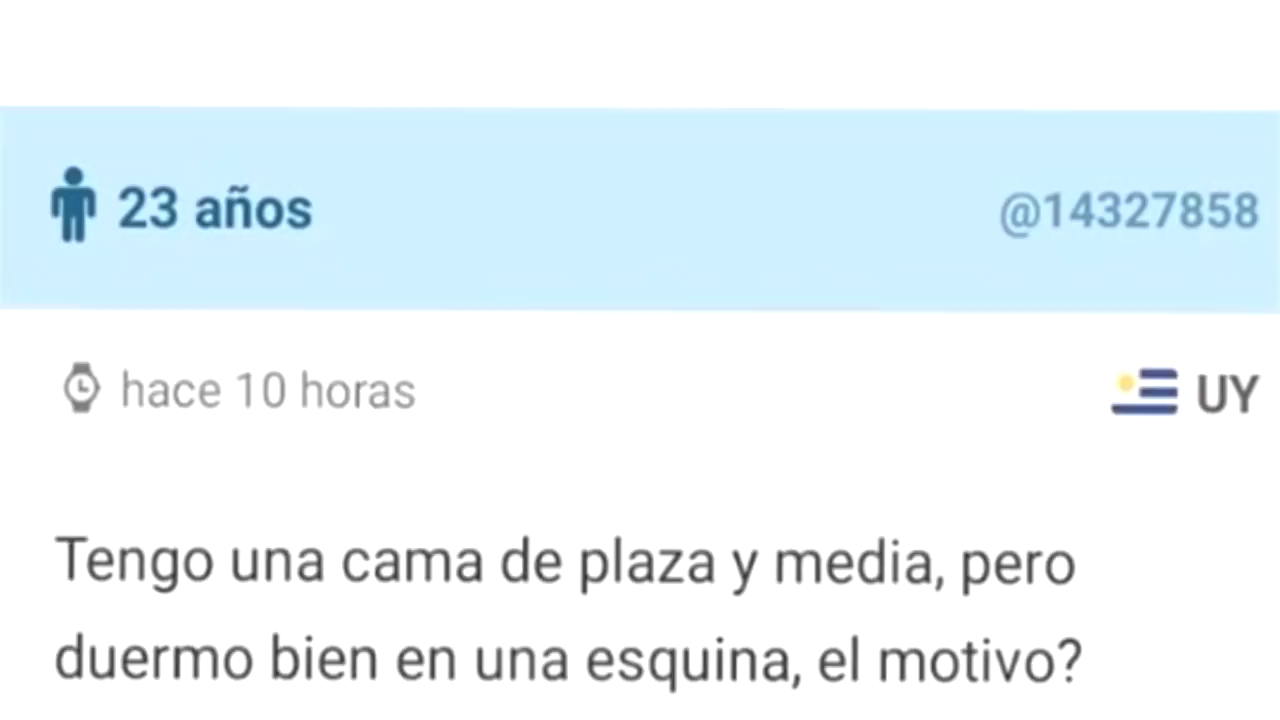 23 años
@14327858
hace 10 horas
UY
Tengo una cama de plaza y media, pero
duermo bien en una esquina, el motivo?